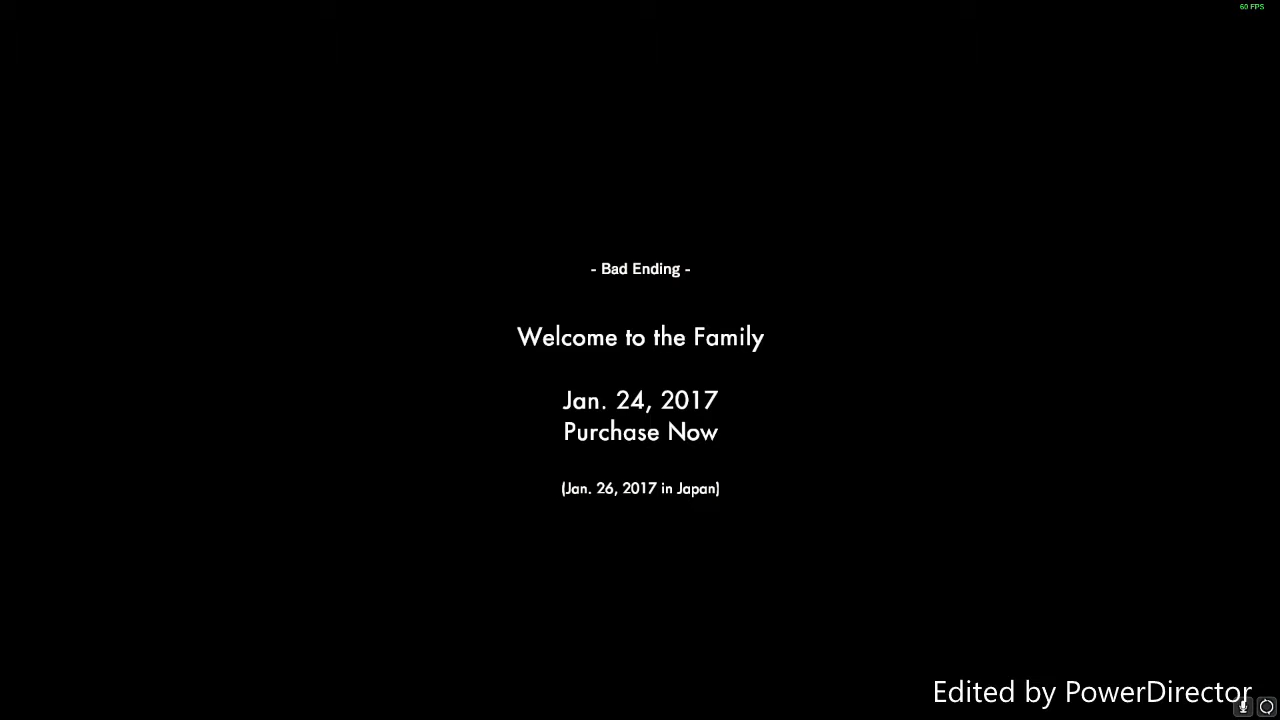 60 FPS
- Bad Ending -
Welcome to the Family
Jan. 24, 2017
Purchase Now
(Jan. 26, 2017 in Japan)
Edited by PowerDirector